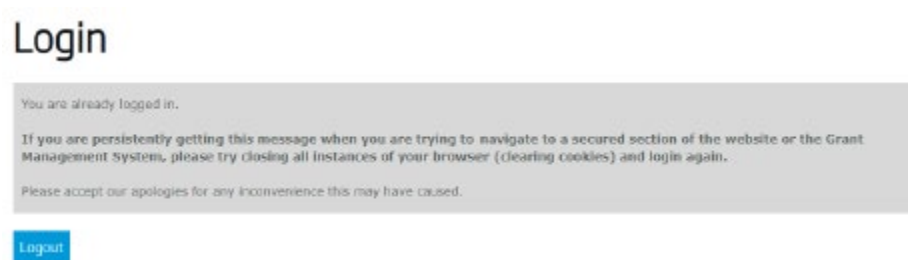 Login
You are already logged in.
If you are persistently getting this message when you are trying to navigate to a secured section of the website or the Grant
Management System, please try closing all instances of your browser (clearing cookies) and login again.
Please accept our apologies for any inconvenience this may have caused.
Logout